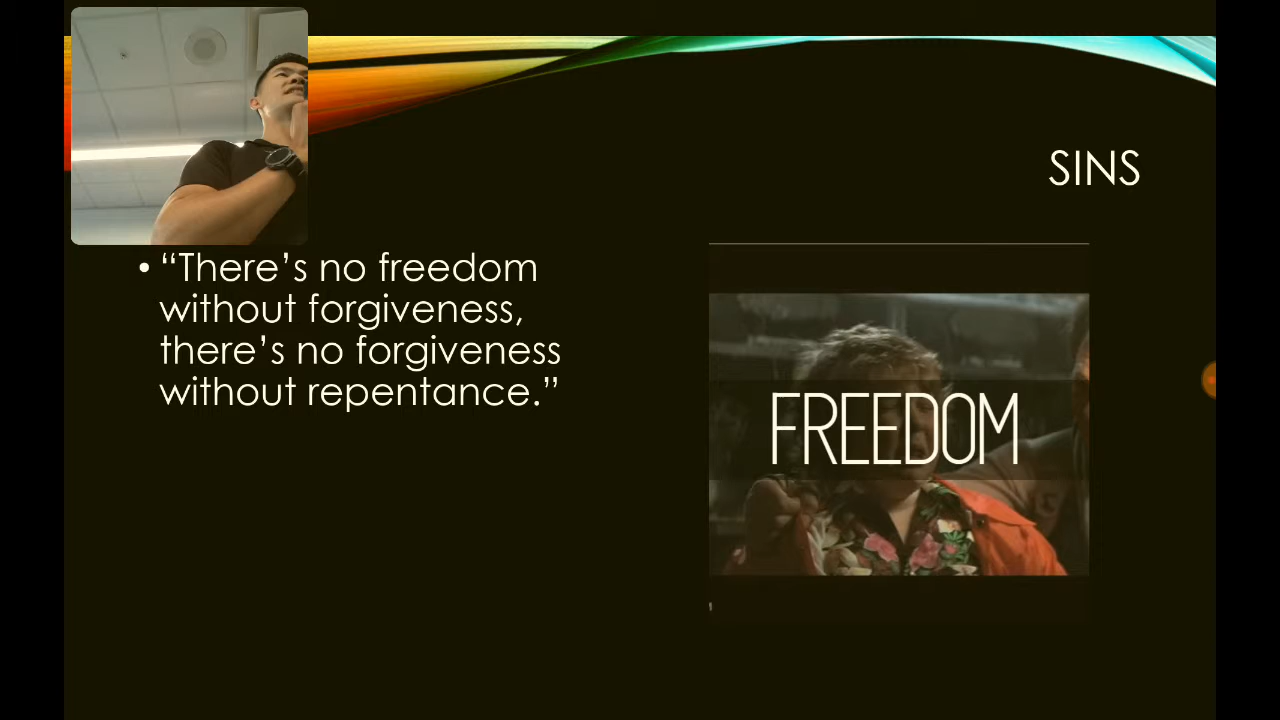 SINS
• “There’s no freedom
without forgiveness,
there’s no forgiveness
without repentance.”
FREEDOM